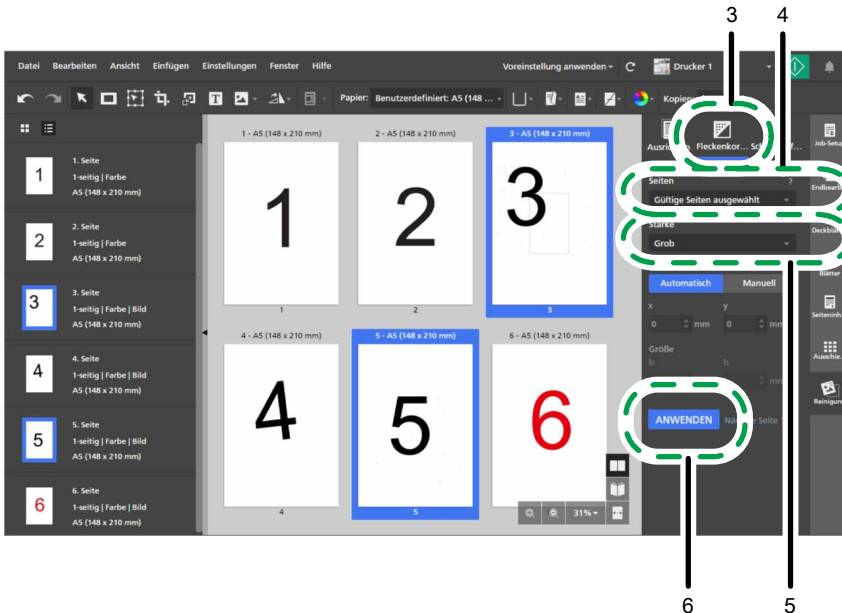 3 4
Datei Bearbeiten Ansicht Einfügen Einstellungen Fenster Hilfe Voreinstellung anwenden Drucker 1
Papier: Benutzerdefiniert: A5 (148 ... Kopien
1. Seite
1-seitig | Farbe
A5 (148 x 210 mm)
1
2. Seite
1-seitig | Farbe
A5 (148 x 210 mm)
2
3. Seite
1-seitig | Farbe | Bild
A5 (148 x 210 mm)
3
4. Seite
1-seitig | Farbe | Bild
A5 (148 x 210 mm)
4
5. Seite
1-seitig | Farbe | Bild
A5 (148 x 210 mm)
5
6. Seite
1-seitig | Farbe | Bild
A5 (148 x 210 mm)
6
1 - A5 (148 x 210 mm) 2 - A5 (148 x 210 mm) 3 - A5 (148 x 210 mm)
1 2 3
1 2 3
4 - A5 (148 x 210 mm) 5 - A5 (148 x 210 mm) 6 - A5 (148 x 210 mm)
4 5 6
4 5
31%
Fleckenkor...
Seiten ?
Gültige Seiten ausgewählt
Stärke
Grob
Automatisch Manuell
x y
0 mm 0 mm
Größe
b h
mm
ANWENDEN Seite
Job-Setup
Endbearb
Deckblä
Blätter
Seiteninh.
Ausschie.
Reinigun
6 5